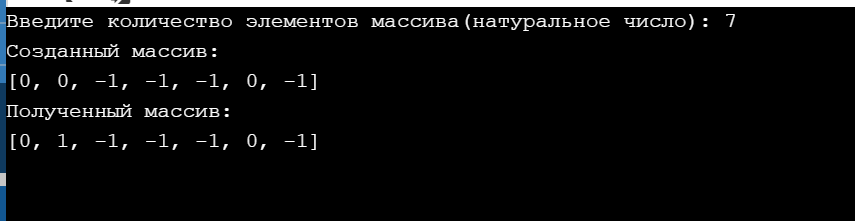 Введите количество элементов массива(натуральное число): 7
Созданный массив:
[0, 0, -1, -1, -1, 0, -1]
Полученный массив:
[0, 1, -1, -1, -1, 0, -1]